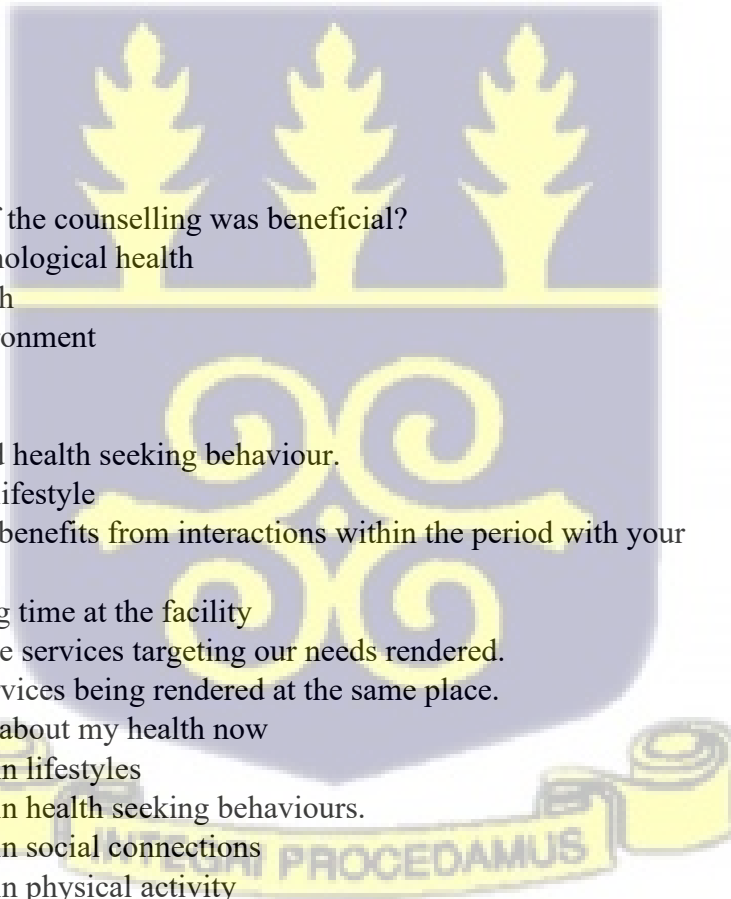 the counselling was beneficial?
nological health
h
onment
health seeking behaviour.
ifestyle
benefits from interactions within the period with your
g time at the facility
e services targeting our needs rendered.
vices being rendered at the same place.
about my health now
n lifestyles
n health seeking behaviours.
n social connections
n physical activity
INTEGRI PROCEDAMUS